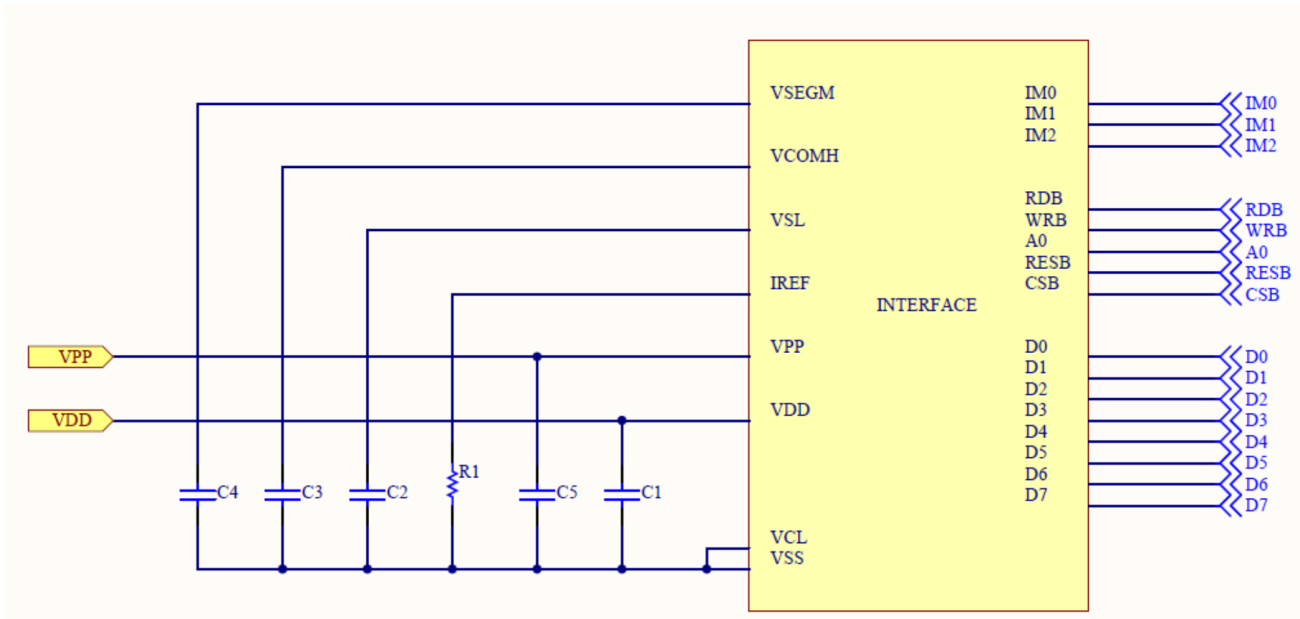 VSEGM
VCOMH
VSL
IREF
VPP
VDD
VCL
VSS
INTERFACE
IM0
IM1
IM2
RDB
WRB
A0
RESB
CSB
D0
D1
D2
D3
D4
D5
D6
D7
IM0
IM1
IM2
RDB
WRB
A0
RESB
CSB
D0
D1
D2
D3
D4
D5
D6
D7
VPP
VDD
C4
C3
C2
R1
C5
C1